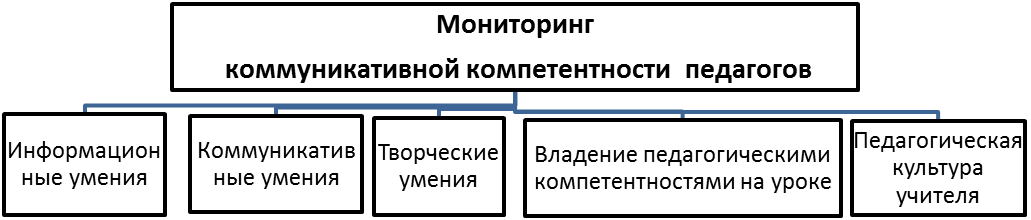 Мониторинг
коммуникативной компетентности педагогов
Информацион
ные умения
Коммуникатив
ные умения
Творческие
умения
Владение педагогическими
компетентностями на уроке
Педагогическая
культура
учителя